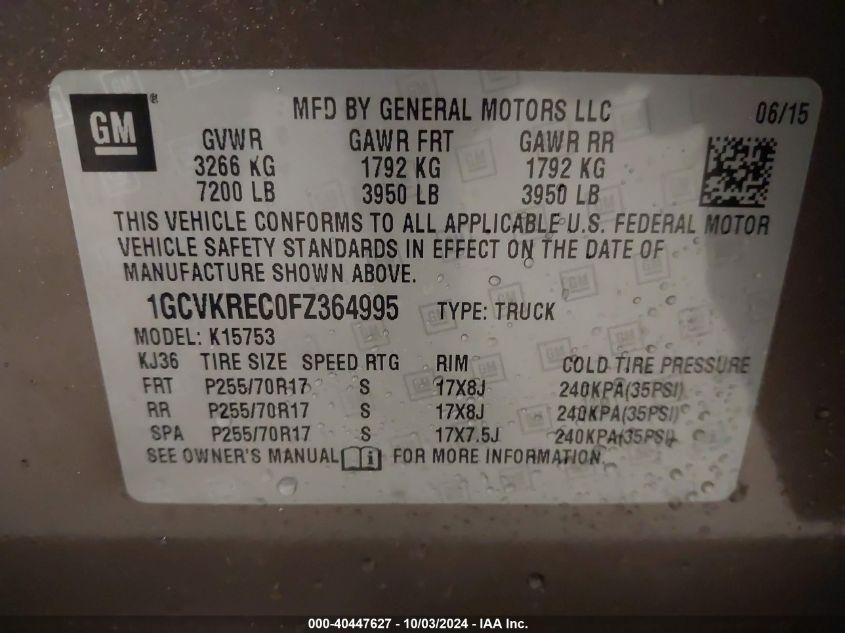 GM ®
MFD BY GENERAL MOTORS LLC 06/15
GVWR GAWR FRT GAWR RR
3266 KG 1792 KG 1792 KG
7200 LB 3950 LB 3950 LB
THIS VEHICLE CONFORMS TO ALL APPLICABLE U.S. FEDERAL MOTOR
VEHICLE SAFETY STANDARDS IN EFFECT ON THE DATE OF
MANUFACTURE SHOWN ABOVE.
1GCVKREC0FZ364995 TYPE: TRUCK
MODEL: K15753
KJ36 TIRE SIZE SPEED RTG RIM COLD TIRE PRESSURE
FRT P255/70R17 S 17X8J 240KPA(35PSI)
RR P255/70R17 S 17X8J 240KPA(35PSI)
SPA P255/70R17 S 17X7.5J 240KPA(35PSI)
SEE OWNER'S MANUAL i FOR MORE INFORMATION
000-40447627 - 10/03/2024 - IAA Inc.